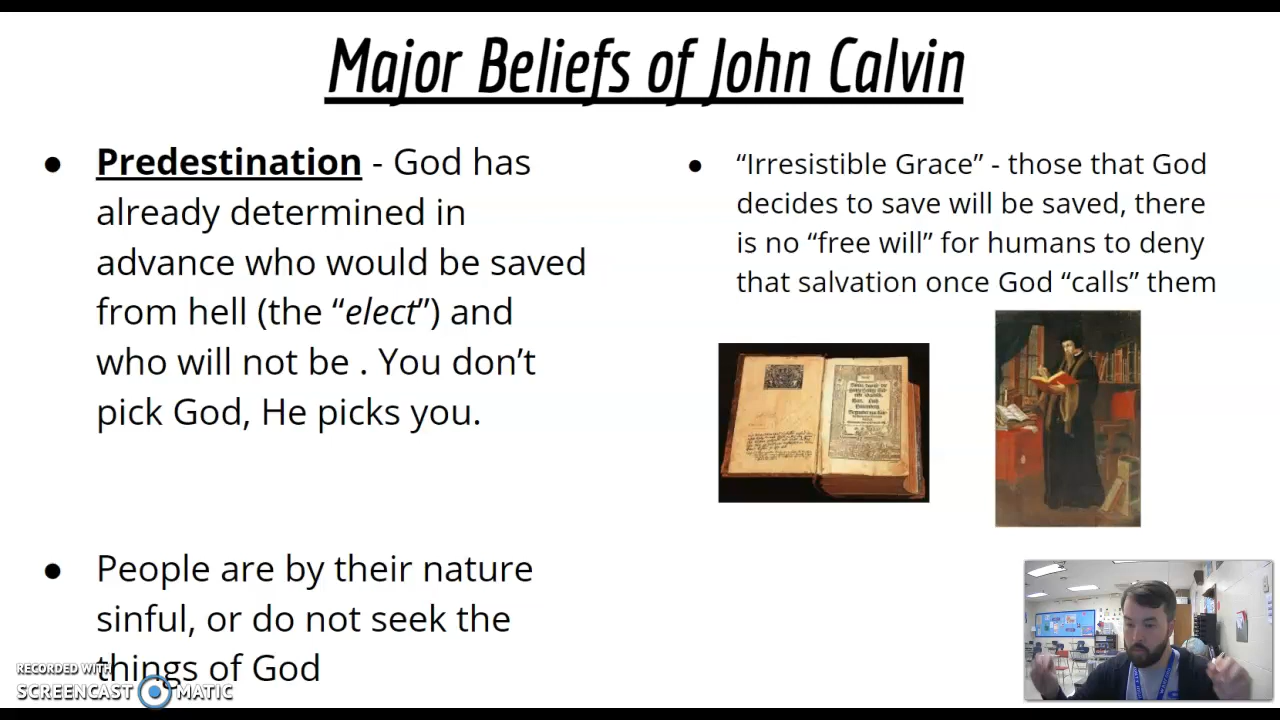 Major Beliefs of John Calvin
● Predestination - God has
already determined in
advance who would be saved
from hell (the “elect”) and
who will not be . You don’t
pick God, He picks you.
● People are by their nature
sinful, or do not seek the
things of God
● “Irresistible Grace” - those that God
decides to save will be saved, there
is no “free will” for humans to deny
that salvation once God “calls” them
RECORDED WITH
SCREENCAST MATIC